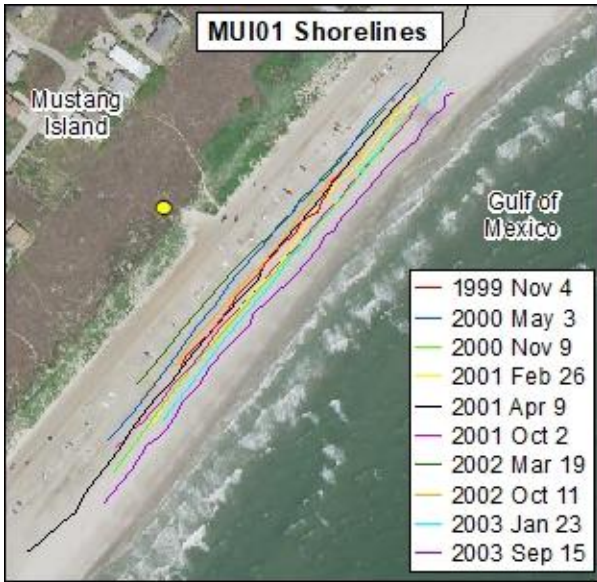 MUI01 Shorelines
Mustang
Island
Gulf of
Mexico
1999 Nov 4
2000 May 3
2000 Nov 9
2001 Feb 26
2001 Apr 9
2001 Oct 2
2002 Mar 19
2002 Oct 11
2003 Jan 23
2003 Sep 15